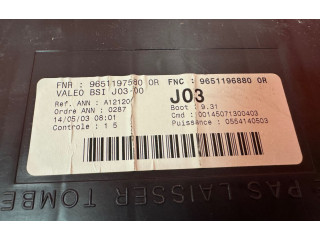 FNR : 9651197580 0R FNC : 9651196880 0R
VALEO BSI J03-00 J03
Ref. ANN : A12120 Boot : 9.31
Ordre ANN : 0287 Cmd : 00145071300403
14/05/03 08:01 Puissance : 0554140503
Controle : 1 5
PAS LAISSER TOMBE